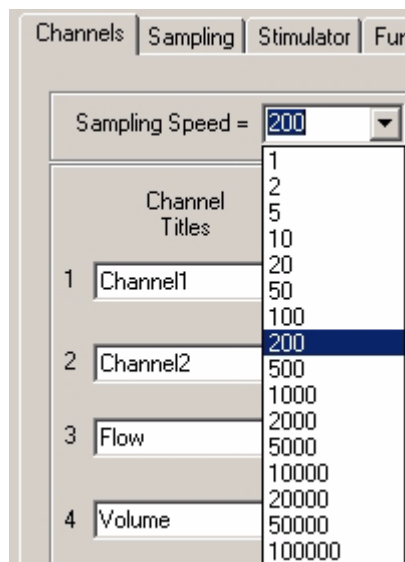 Channels Sampling Stimulator Fur
Sampling Speed = 200
1
2
5
10
20
50
100
200
500
1000
2000
5000
10000
20000
50000
100000
Channel
Titles
1 Channel1
2 Channel2
3 Flow
4 Volume